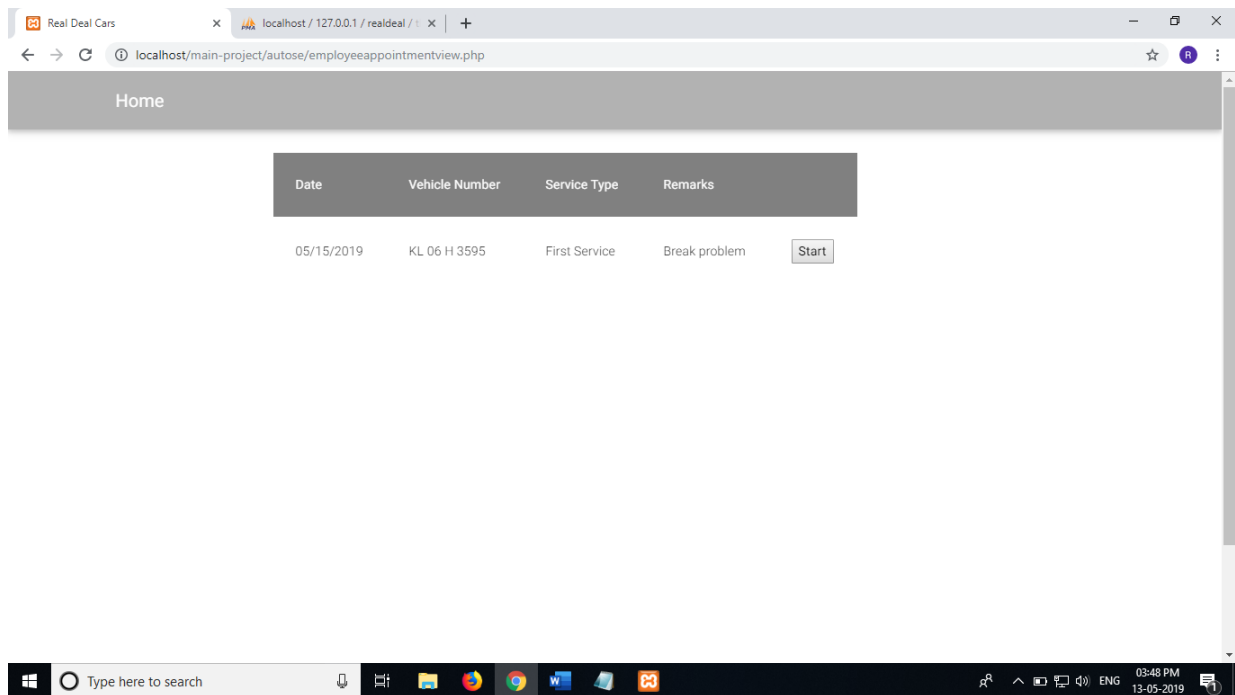 Real Deal Cars
localhost / 127.0.0.1 / realdeal / t
localhost/main-project/autose/employeeappointmentview.php
R
Home
Date Vehicle Number Service Type Remarks
05/15/2019 KL 06 H 3595 First Service Break problem Start
Type here to search
ENG
03:48 PM
13-05-2019